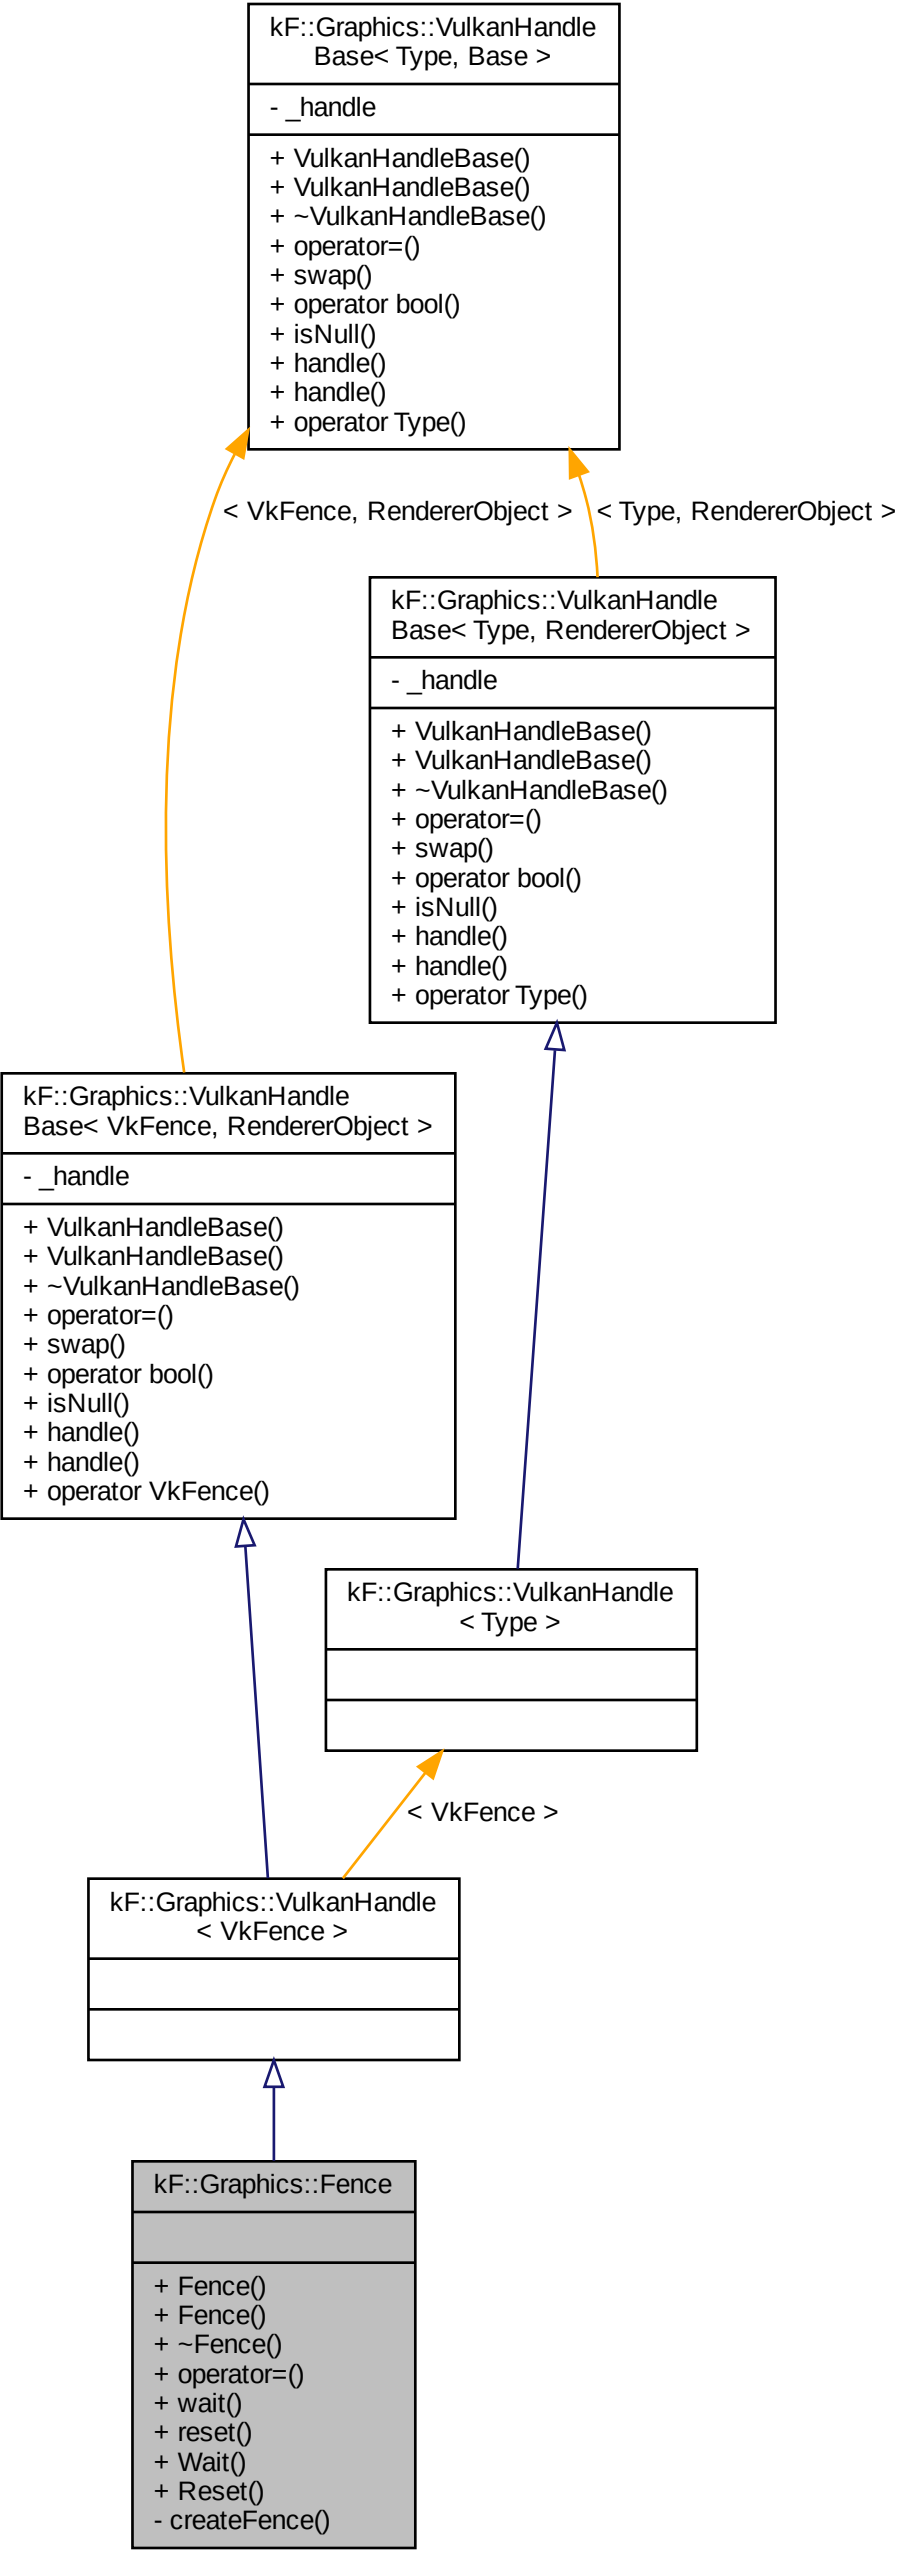 kF::Graphics::VulkanHandle
Base< Type, Base >
- _handle
+ VulkanHandleBase()
+ VulkanHandleBase()
+ ~VulkanHandleBase()
+ operator=()
+ swap()
+ operator bool()
+ isNull()
+ handle()
+ handle()
+ operator Type()
< VkFence, RendererObject >
< Type, RendererObject >
kF::Graphics::VulkanHandle
Base< Type, RendererObject >
- _handle
+ VulkanHandleBase()
+ VulkanHandleBase()
+ ~VulkanHandleBase()
+ operator=()
+ swap()
+ operator bool()
+ isNull()
+ handle()
+ handle()
+ operator Type()
kF::Graphics::VulkanHandle
Base< VkFence, RendererObject >
- _handle
+ VulkanHandleBase()
+ VulkanHandleBase()
+ ~VulkanHandleBase()
+ operator=()
+ swap()
+ operator bool()
+ isNull()
+ handle()
+ handle()
+ operator VkFence()
kF::Graphics::VulkanHandle
< Type >
< VkFence >
kF::Graphics::VulkanHandle
< VkFence >
kF::Graphics::Fence
+ Fence()
+ Fence()
+ ~Fence()
+ operator=()
+ wait()
+ reset()
+ Wait()
+ Reset()
- createFence()